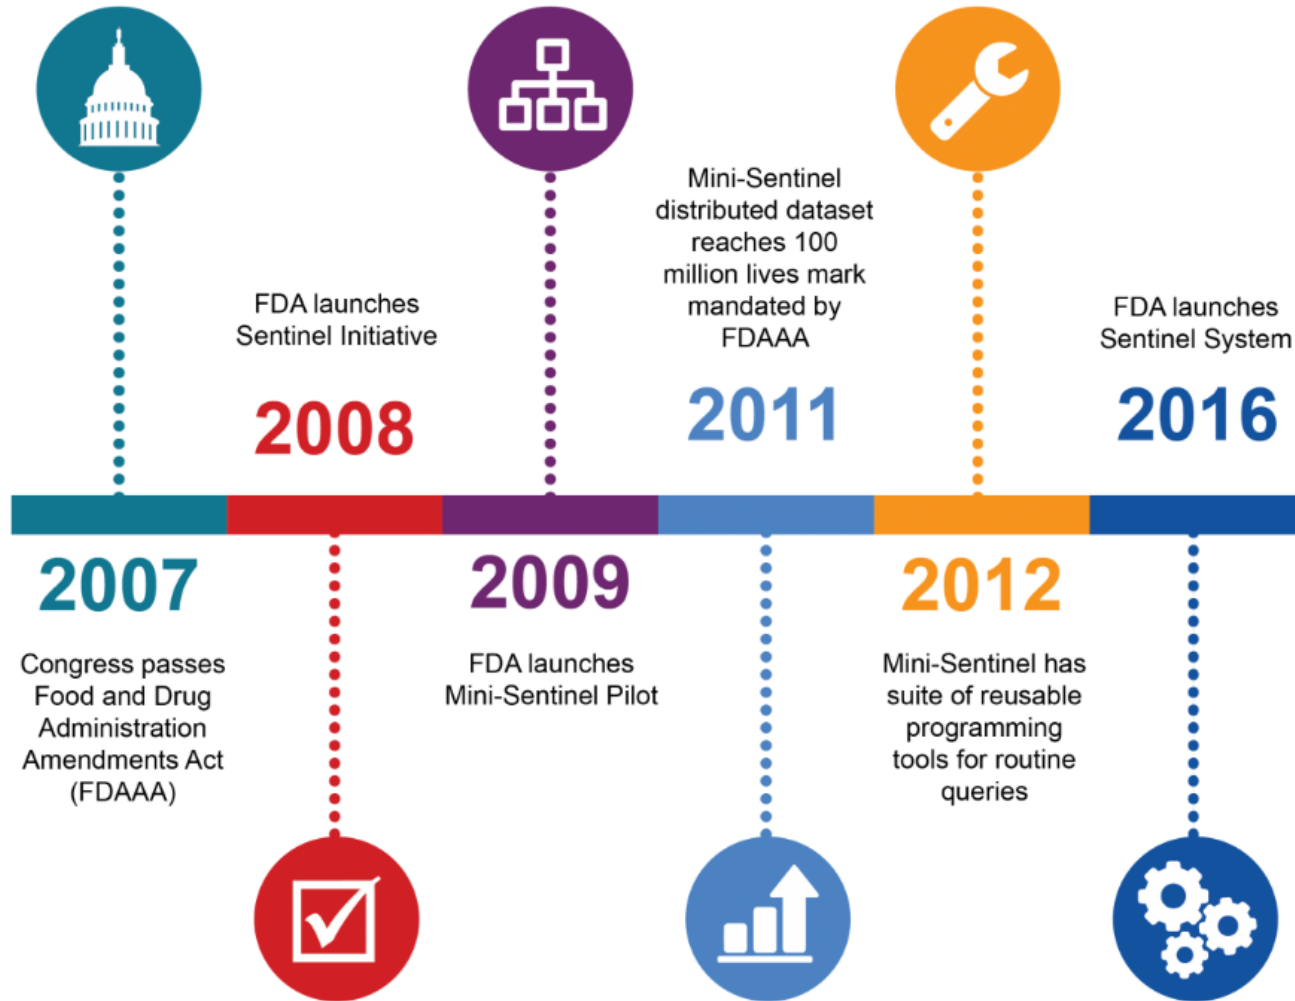 2007
Congress passes
Food and Drug
Administration
Amendments Act
(FDAAA)
FDA launches
Sentinel Initiative
2008
2009
FDA launches
Mini-Sentinel Pilot
Mini-Sentinel
distributed dataset
reaches 100
million lives mark
mandated by
FDAAA
2011
2012
Mini-Sentinel has
suite of reusable
programming
tools for routine
queries
FDA launches
Sentinel System
2016